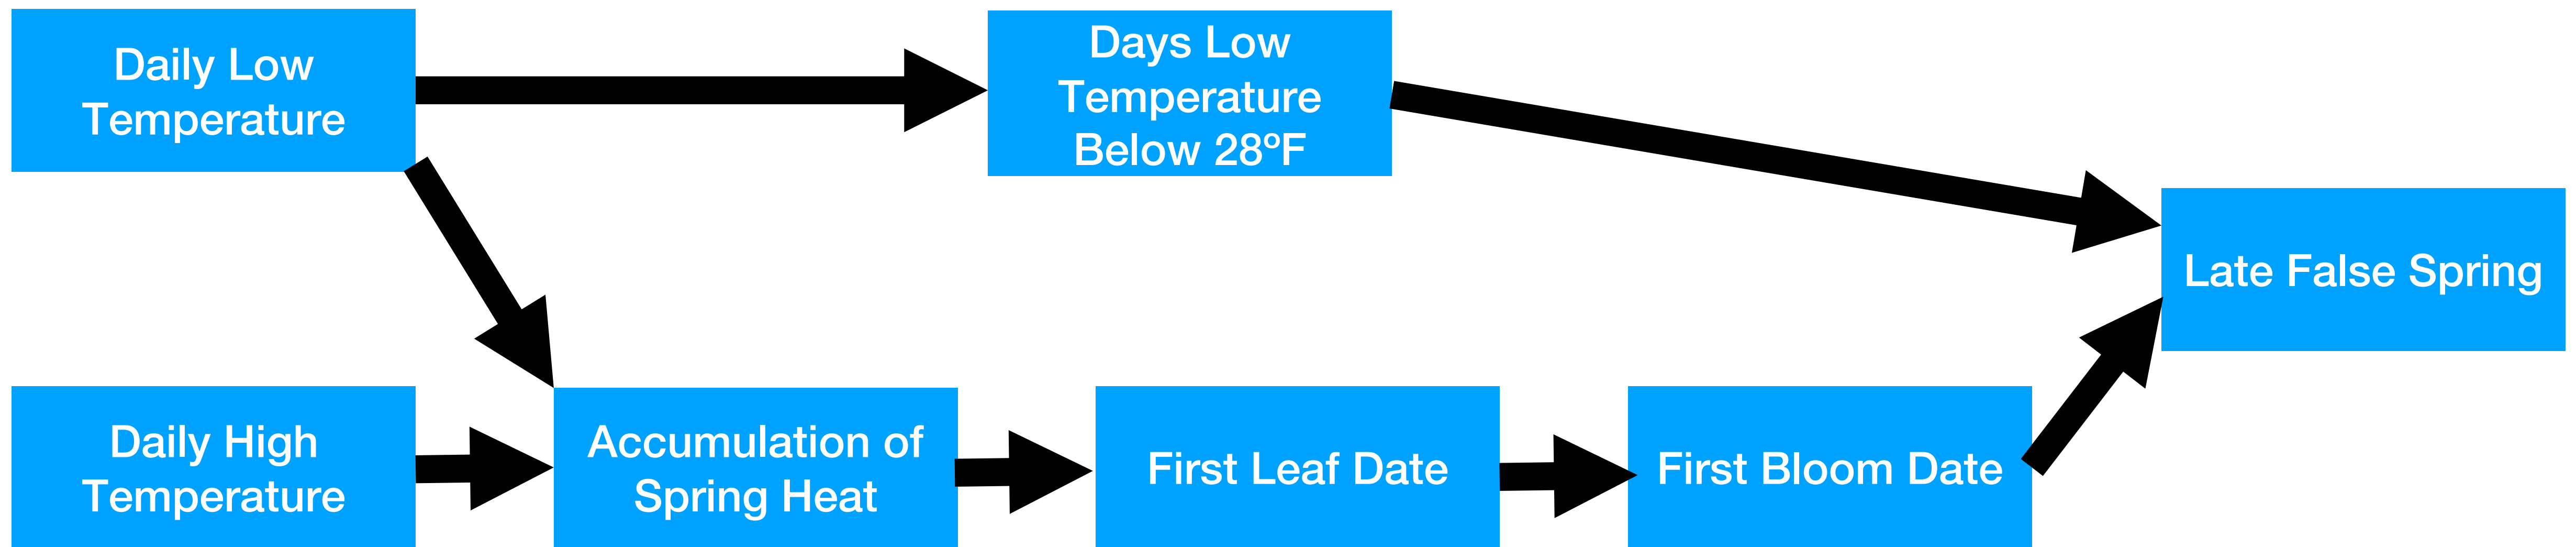 Daily Low
Temperature
Days Low
Temperature
Below 28ºF
Late False Spring
Daily High
Temperature
Accumulation of
Spring Heat
First Leaf Date
First Bloom Date